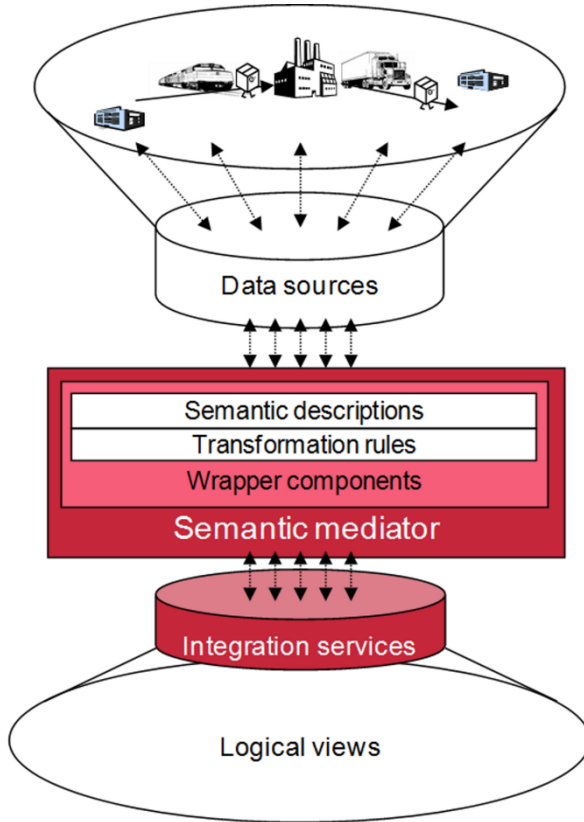 Data sources
Semantic descriptions
Transformation rules
Wrapper components
Semantic mediator
Integration services
Logical views